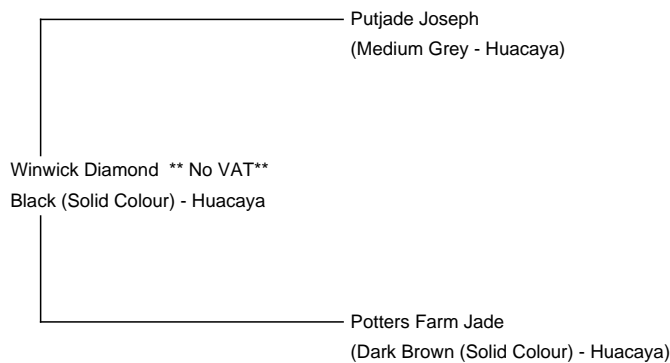 Putjade Joseph
(Medium Grey - Huacaya)
Winwick Diamond  ** No VAT**
Black (Solid Colour) - Huacaya
Potters Farm Jade
(Dark Brown (Solid Colour) - Huacaya)